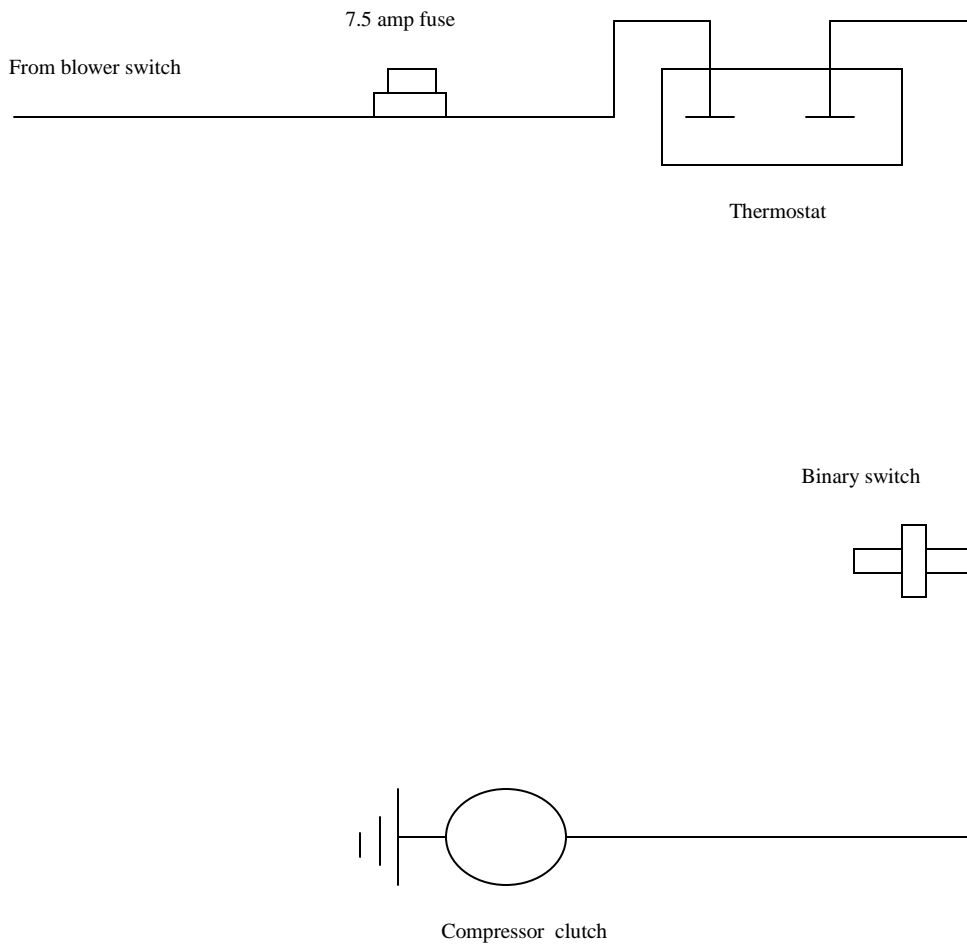 7.5 amp fuse
From blower switch
Thermostat
Binary switch
Compressor  clutch